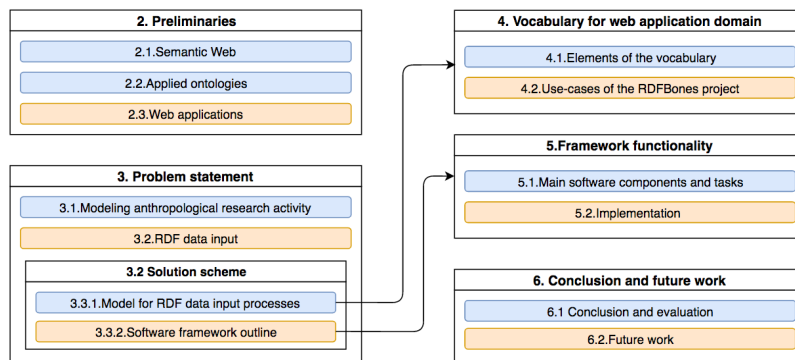 2. Preliminaries
2.1.Semantic Web
2.2.Applied ontologies
2.3.Web applications
3. Problem statement
3.1.Modeling anthropological research activity
3.2.RDF data input
3.2 Solution scheme
3.3.1.Model for RDF data input processes
3.3.2.Software framework outline
4. Vocabulary for web application domain
4.1.Elements of the vocabulary
4.2.Use-cases of the RDFBones project
5.Framework functionality
5.1.Main software components and tasks
5.2.Implementation
6. Conclusion and future work
6.1 Conclusion and evaluation
6.2.Future work